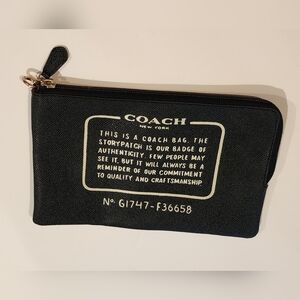 COACH
NEW YORK
THIS IS A COACH BAG. THE
STORYPATCH IS OUR BADGE OF
AUTHENTICITY. FEW PEOPLE MAY
SEE IT, BUT IT WILL ALWAYS BE A
REMINDER OF OUR COMMITMENT
TO QUALITY AND CRAFTSMANSHIP
No. G1747-F36658